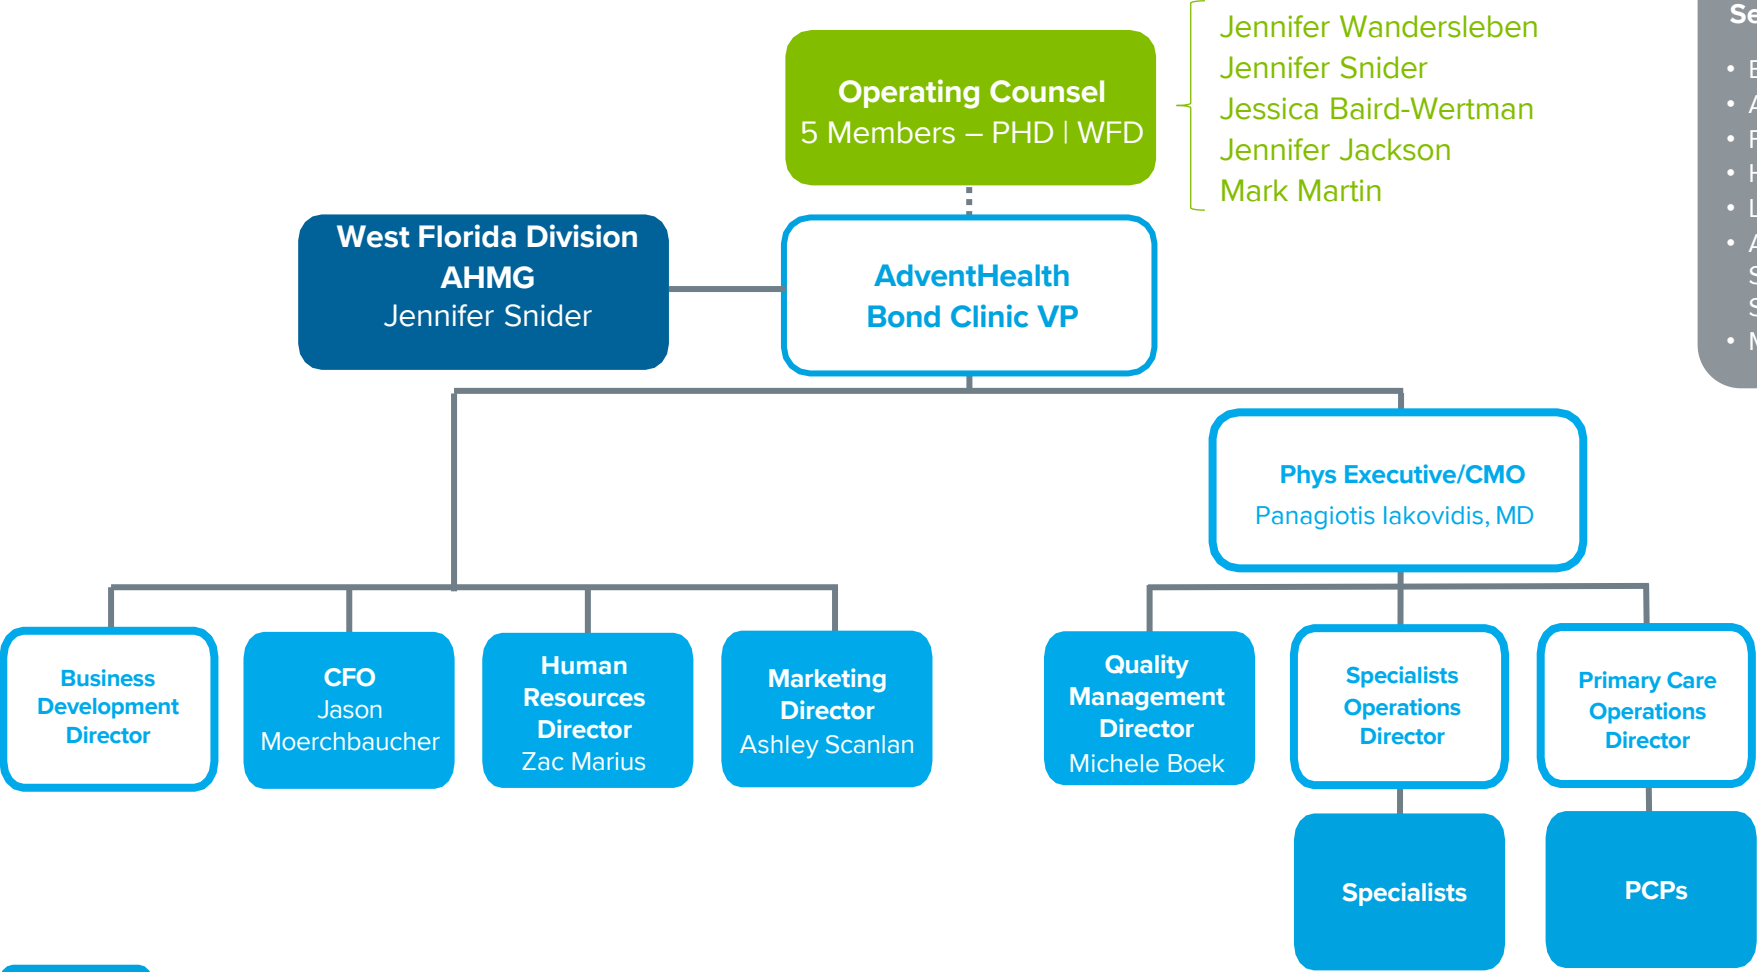 Operating Counsel
5 Members – PHD | WFD
Jennifer Wandersleben
Jennifer Snider
Jessica Baird-Wertman
Jennifer Jackson
Mark Martin
West Florida Division
AHMG
Jennifer Snider
AdventHealth
Bond Clinic VP
Phys Executive/CMO
Panagiotis Iakovidis, MD
Business
Development
Director
CFO
Jason
Moerchbaucher
Human
Resources
Director
Zac Marius
Marketing
Director
Ashley Scanlan
Quality
Management
Director
Michele Boek
Specialists
Operations
Director
Primary Care
Operations
Director
Specialists
PCPs